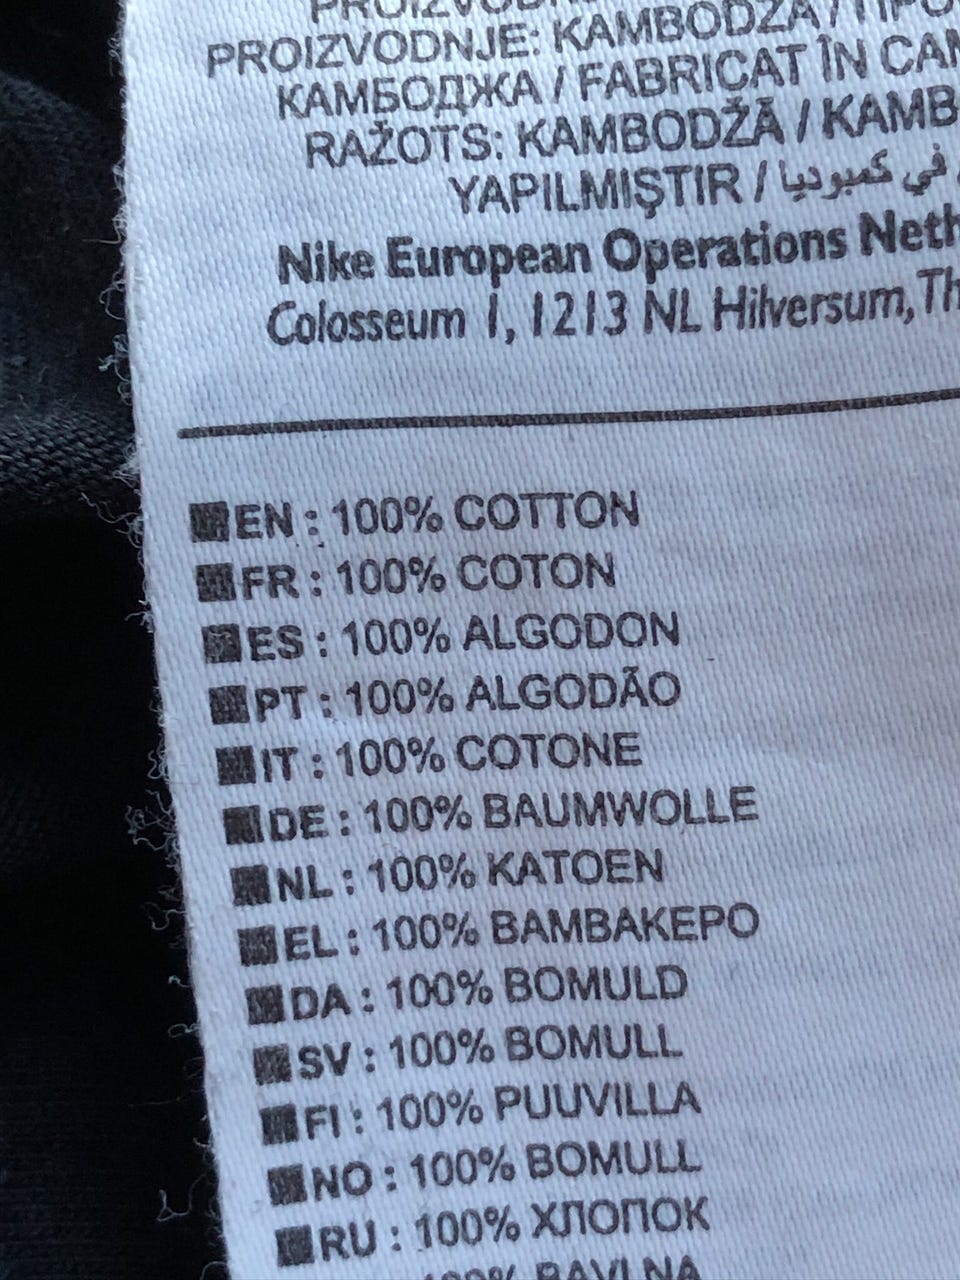 PROIZVODNJE: KAMBODŽA /
КАМБОДЖА / FABRICAT ÎN
RAŽOTS: KAMBODŽĀ /
YAPILMIŞTIR / في كمبوديا
Nike European Operations
Colosseum 1, 1213 NL Hilversum,
EN : 100% COTTON
FR : 100% COTON
ES : 100% ALGODON
PT : 100% ALGODÃO
IT : 100% COTONE
DE : 100% BAUMWOLLE
NL : 100% KATOEN
EL : 100% ΒΑΜΒΑΚΕΡΟ
DA : 100% BOMULD
SV : 100% BOMULL
FI : 100% PUUVILLA
NO : 100% BOMULL
RU : 100% ХЛОПОК
100% BAVLNA